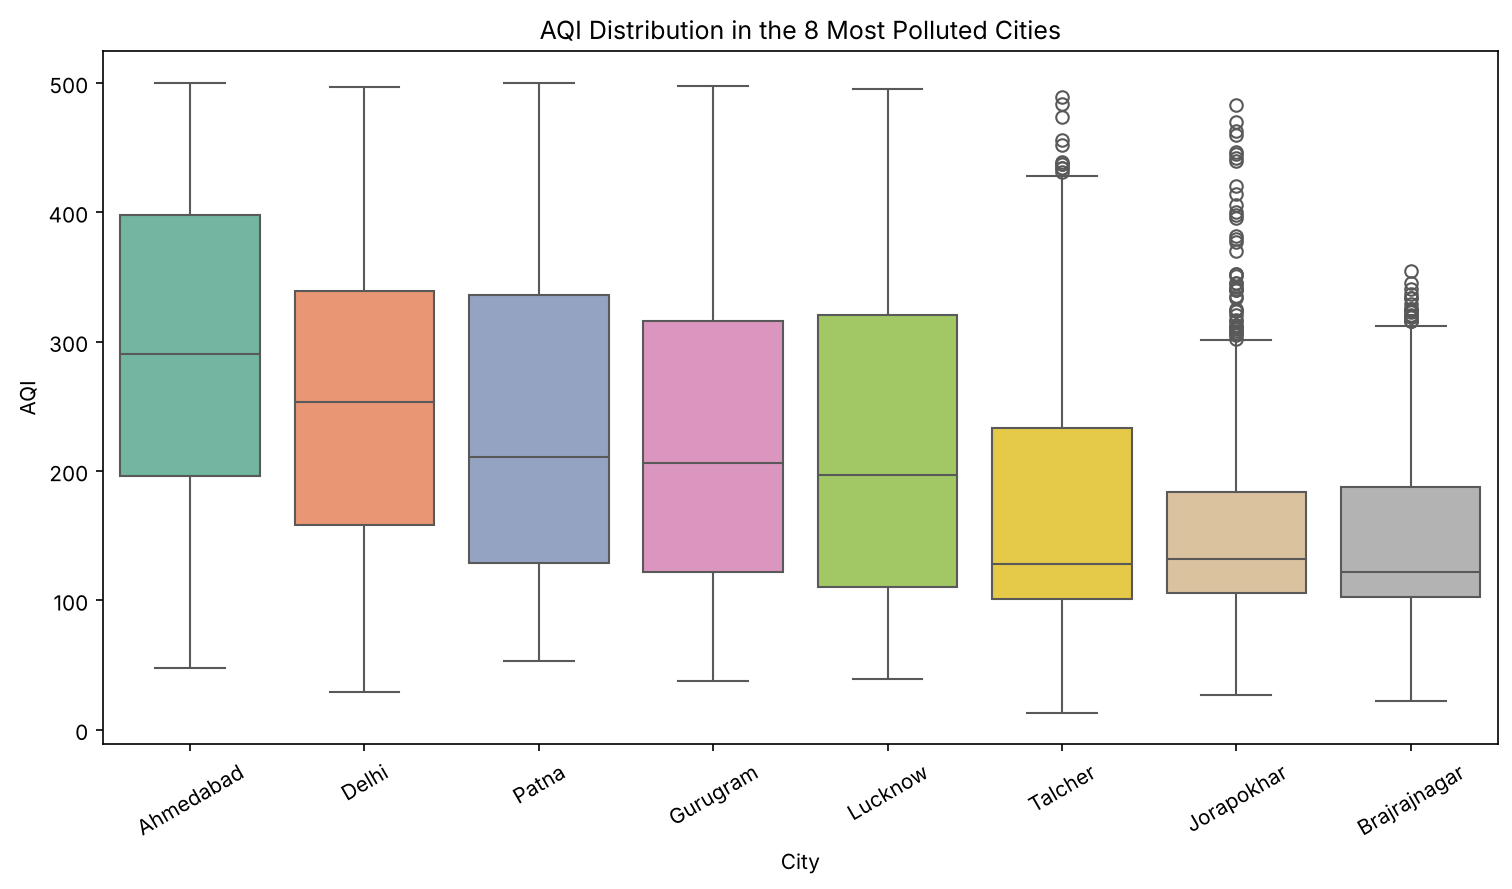 AQI Distribution in the 8 Most Polluted Cities
500
400
300
200
100
0
AQI
Ahmedabad
Delhi
Patna
Gurugram
Lucknow
Talcher
Jorapokhar
Brajrajnagar
City